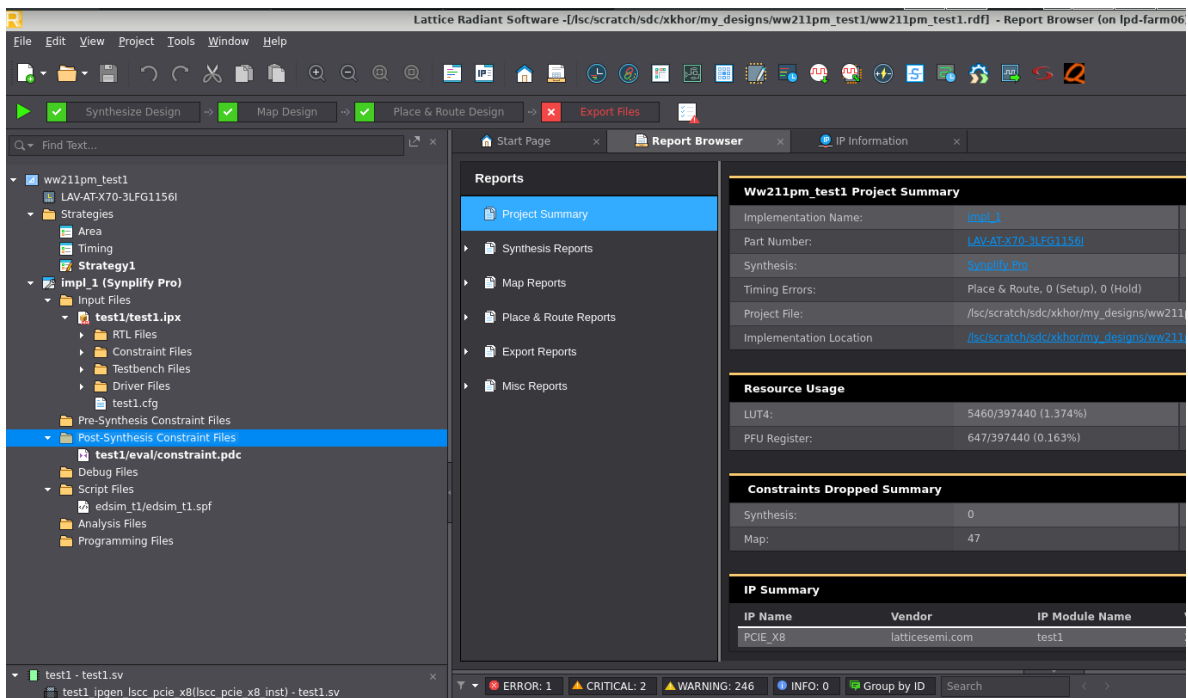 Lattice Radiant Software -[/lsc/scratch/sdc/xkhor/my_designs/ww211pm_test1/ww211pm_test1.rdf] - Report Browser (on lpd-farm06
File Edit View Project Tools Window Help
Synthesize Design Map Design Place & Route Design Export Files
Find Text...
Start Page Report Browser IP Information
ww211pm_test1
LAV-AT-X70-3LFG1156I
Strategies
Area
Timing
Strategy1
impl_1 (Synplify Pro)
Input Files
test1/test1.ipx
RTL Files
Constraint Files
Testbench Files
Driver Files
test1.cfg
Pre-Synthesis Constraint Files
Post-Synthesis Constraint Files
test1/eval/constraint.pdc
Debug Files
Script Files
edsim_t1/edsim_t1.spf
Analysis Files
Programming Files
test1 - test1.sv
test1_ipgen_lscc_pcie_x8(lscc_pcie_x8_inst) - test1.sv
Reports
Project Summary
Synthesis Reports
Map Reports
Place & Route Reports
Export Reports
Misc Reports
Ww211pm_test1 Project Summary
Implementation Name: impl_1
Part Number: LAV-AT-X70-3LFG1156I
Synthesis: Synplify Pro
Timing Errors: Place & Route, 0 (Setup), 0 (Hold)
Project File: /lsc/scratch/sdc/xkhor/my_designs/ww211
Implementation Location /lsc/scratch/sdc/xkhor/my_designs/ww211
Resource Usage
LUT4: 5460/397440 (1.374%)
PFU Register: 647/397440 (0.163%)
Constraints Dropped Summary
Synthesis: 0
Map: 47
IP Summary
IP Name Vendor IP Module Name
PCIE_X8 latticesemi.com test1
ERROR: 1 CRITICAL: 2 WARNING: 246 INFO: 0 Group by ID Search